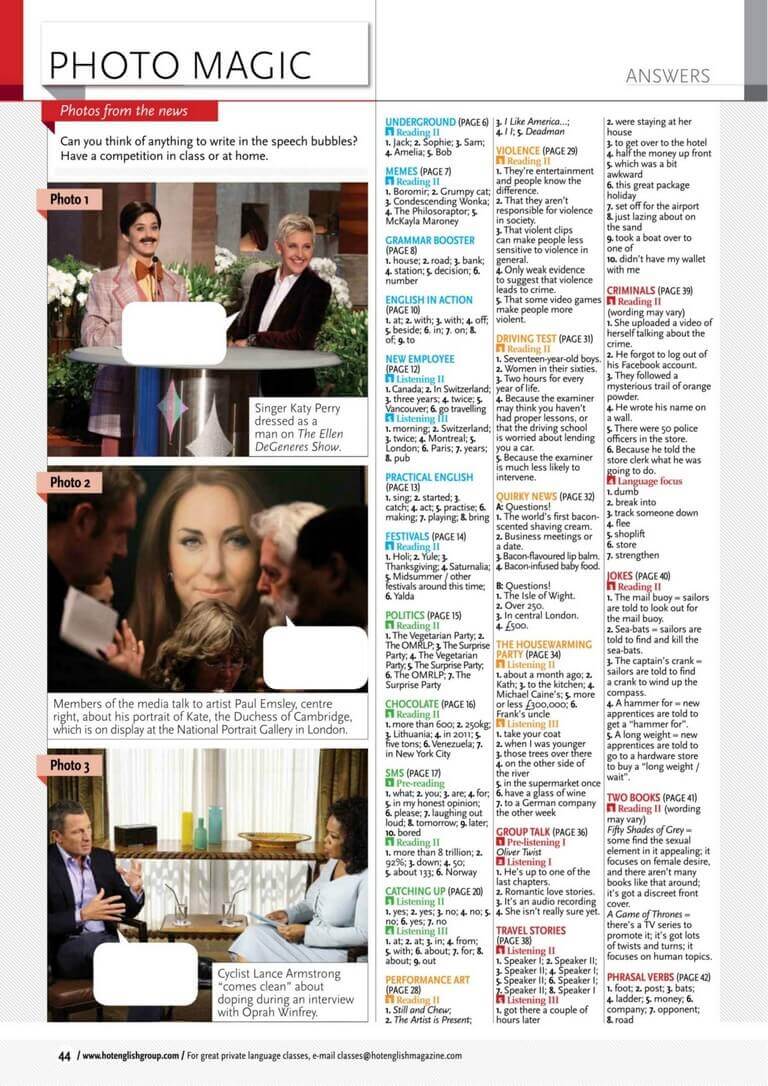 PHOTO MAGIC
ANSWERS
Photos from the news
Can you think of anything to write in the speech bubbles?
Have a competition in class or at home.
Photo 1
Singer Katy Perry
dressed as a
man on The Ellen
DeGeneres Show.
Photo 2
Members of the media talk to artist Paul Emsley, centre
right, about his portrait of Kate, the Duchess of Cambridge,
which is on display at the National Portrait Gallery in London.
Photo 3
Cyclist Lance Armstrong
“comes clean” about
doping during an interview
with Oprah Winfrey.
UNDERGROUND (PAGE 6)
1 Reading II
1. Jack; 2. Sophie; 3. Sam;
4. Amelia; 5. Bob
MEMES (PAGE 7)
1 Reading II
1. Boromir; 2. Grumpy cat;
3. Condescending Wonka;
4. The Philosoraptor; 5.
McKayla Maroney
GRAMMAR BOOSTER
(PAGE 8)
1. house; 2. road; 3. bank;
4. station; 5. decision; 6.
number
ENGLISH IN ACTION
(PAGE 10)
1. at; 2. with; 3. with; 4. off;
5. beside; 6. in; 7. on; 8.
of; 9. to
NEW EMPLOYEE
(PAGE 12)
Listening II
1. Canada; 2. In Switzerland;
3. three years; 4. twice; 5.
Vancouver; 6. go travelling
Listening III
1. morning; 2. Switzerland;
3. twice; 4. Montreal; 5.
London; 6. Paris; 7. years;
8. pub
PRACTICAL ENGLISH
(PAGE 13)
1. sing; 2. started; 3.
catch; 4. act; 5. practise; 6.
making; 7. playing; 8. bring
FESTIVALS (PAGE 14)
Reading II
1. Holi; 2. Yule; 3.
Thanksgiving; 4. Saturnalia;
5. Midsummer / other
festivals around this time;
6. Yalda
POLITICS (PAGE 15)
Reading II
1. The Vegetarian Party; 2.
The OMRLP; 3. The Surprise
Party; 4. The Vegetarian
Party; 5. The Surprise Party;
6. The OMRLP; 7. The
Surprise Party
CHOCOLATE (PAGE 16)
Reading II
1. more than 600; 2. 250kg;
3. Lithuania; 4. in 2011; 5.
five tons; 6. Venezuela; 7.
in New York City
SMS (PAGE 17)
Pre-reading
1. what; 2. you; 3. are; 4. for;
5. in my honest opinion;
6. please; 7. laughing out
loud; 8. tomorrow; 9. later;
10. bored
Reading II
1. more than 8 trillion; 2.
92%; 3. down; 4. 50;
5. about 133; 6. Norway
CATCHING UP (PAGE 20)
Listening II
1. yes; 2. yes; 3. no; 4. no; 5.
no; 6. yes; 7. no
Listening III
1. at; 2. at; 3. in; 4. from;
5. with; 6. about; 7. for; 8.
about; 9. out
PERFORMANCE ART
(PAGE 28)
Reading II
1. Still and Chew;
2. The Artist is Present;
3. I Like America...;
4. I I; 5. Deadman
VIOLENCE (PAGE 29)
Reading II
1. They’re entertainment
and people know the
difference.
2. That they aren’t
responsible for violence
in society.
3. That violent clips
can make people less
sensitive to violence in
general.
4. Only weak evidence
to suggest that violence
leads to crime.
5. That some video games
make people more
violent.
DRIVING TEST (PAGE 31)
Reading II
1. Seventeen-year-old boys.
2. Women in their sixties.
3. Two hours for every
year of life.
4. Because the examiner
may think you haven’t
had proper lessons, or
that the driving school
is worried about lending
you a car.
5. Because the examiner
is much less likely to
intervene.
QUIRKY NEWS (PAGE 32)
A: Questions!
1. The world’s first bacon-
scented shaving cream.
2. Business meetings or
a date.
3. Bacon-flavoured lip balm.
4. Bacon-infused baby food.
B: Questions!
1. The Isle of Wight.
2. Over 250.
3. In central London.
4. £500.
THE HOUSEWARMING
PARTY (PAGE 34)
Listening II
1. about a month ago; 2.
Kath; 3. to the kitchen; 4.
Michael Caine’s; 5. more
or less £300,000; 6.
Frank’s uncle
Listening III
1. take your coat
2. when I was younger
3. those trees over there
4. on the other side of
the river
5. in the supermarket once
6. have a glass of wine
7. to a German company
the other week
GROUP TALK (PAGE 36)
Pre-listening I
Oliver Twist
Listening I
1. He’s up to one of the
last chapters.
2. Romantic love stories.
3. It’s an audio recording
4. She isn’t really sure yet.
TRAVEL STORIES
(PAGE 38)
Listening II
1. Speaker I; 2. Speaker II;
3. Speaker II; 4. Speaker I;
5. Speaker II; 6. Speaker I;
7. Speaker II; 8. Speaker I
Listening III
1. got there a couple of
hours later
2. were staying at her
house
3. to get over to the hotel
4. half the money up front
5. which was a bit
awkward
6. this great package
holiday
7. set off for the airport
8. just lazing about on
the sand
9. took a boat over to
one of
10. didn’t have my wallet
with me
CRIMINALS (PAGE 39)
Reading II
(wording may vary)
1. She uploaded a video of
herself talking about the
crime.
2. He forgot to log out of
his Facebook account.
3. They followed a
mysterious trail of orange
powder.
4. He wrote his name on
a wall.
5. There were 50 police
officers in the store.
6. Because he told the
store clerk what he was
going to do.
4 Language focus
1. dumb
2. break into
3. track someone down
4. flee
5. shoplift
6. store
7. strengthen
JOKES (PAGE 40)
Reading II
1. The mail buoy = sailors
are told to look out for
the mail buoy.
2. Sea-bats = sailors are
told to find and kill the
sea-bats.
3. The captain’s crank =
sailors are told to find
a crank to wind up the
compass.
4. A hammer for = new
apprentices are told to
get a “hammer for”.
5. A long weight = new
apprentices are told to
go to a hardware store
to buy a “long weight /
wait”.
TWO BOOKS (PAGE 41)
Reading II (wording
may vary)
Fifty Shades of Grey =
some find the sexual
element in it appealing; it
focuses on female desire,
and there aren’t many
books like that around;
it’s got a discreet front
cover.
A Game of Thrones =
there’s a TV series to
promote it; it’s got lots
of twists and turns; it
focuses on human topics.
PHRASAL VERBS (PAGE 42)
1. foot; 2. post; 3. bats;
4. ladder; 5. money; 6.
company; 7. opponent;
8. road
44 / www.hotenglishgroup.com / For great private language classes, e-mail classes@hotenglishmagazine.com